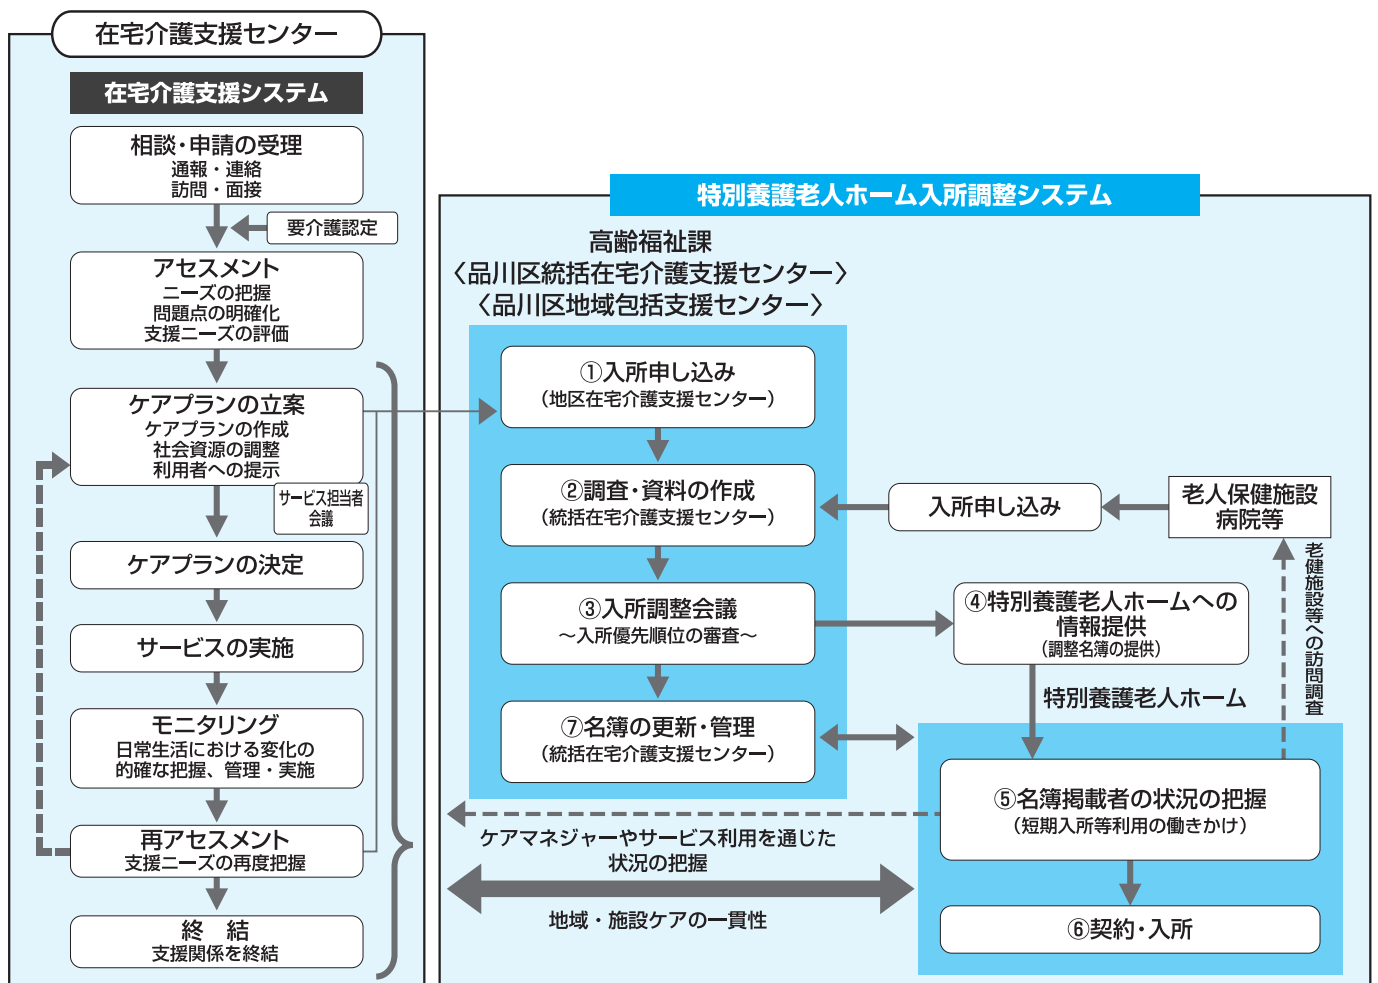 在宅介護支援センター
在宅介護支援システム
相談・申請の受理
通報・連絡
訪問・面接
要介護認定
アセスメント
ニーズの把握
問題点の明確化
支援ニーズの評価
ケアプランの立案
ケアプランの作成
社会資源の調整
利用者への提示
サービス担当者
会議
ケアプランの決定
サービスの実施
モニタリング
日常生活における変化の
的確な把握、管理・実施
再アセスメント
支援ニーズの再度把握
終　結
支援関係を終結
特別養護老人ホーム入所調整システム
高齢福祉課
〈品川区統括在宅介護支援センター〉
〈品川区地域包括支援センター〉
①入所申し込み
（地区在宅介護支援センター）
②調査・資料の作成
（統括在宅介護支援センター）
入所申し込み
老人保健施設
病院等
③入所調整会議
～入所優先順位の審査～
④特別養護老人ホームへの
情報提供
（調整名簿の提供）
老健施設等への訪問調査
特別養護老人ホーム
⑦名簿の更新・管理
（統括在宅介護支援センター）
⑤名簿掲載者の状況の把握
（短期入所等利用の働きかけ）
ケアマネジャーやサービス利用を通じた
状況の把握
地域・施設ケアの一貫性
⑥契約・入所